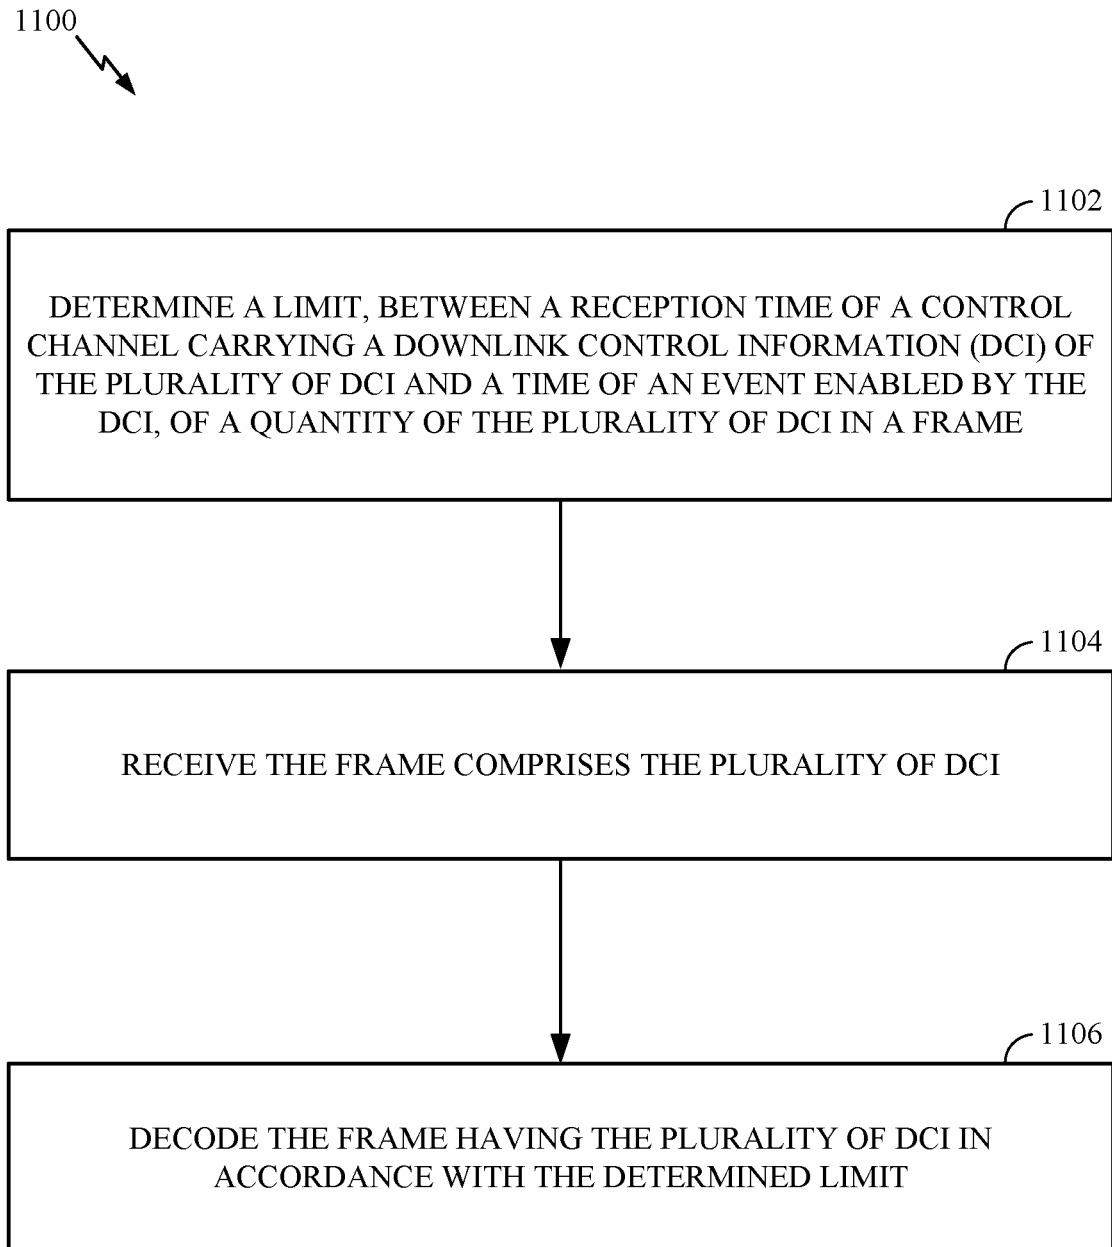 1100
1102
DETERMINE A LIMIT, BETWEEN A RECEPTION TIME OF A CONTROL
CHANNEL CARRYING A DOWNLINK CONTROL INFORMATION (DCI) OF
THE PLURALITY OF DCI AND A TIME OF AN EVENT ENABLED BY THE
DCI, OF A QUANTITY OF THE PLURALITY OF DCI IN A FRAME
1104
RECEIVE THE FRAME COMPRISES THE PLURALITY OF DCI
1106
DECODE THE FRAME HAVING THE PLURALITY OF DCI IN
ACCORDANCE WITH THE DETERMINED LIMIT